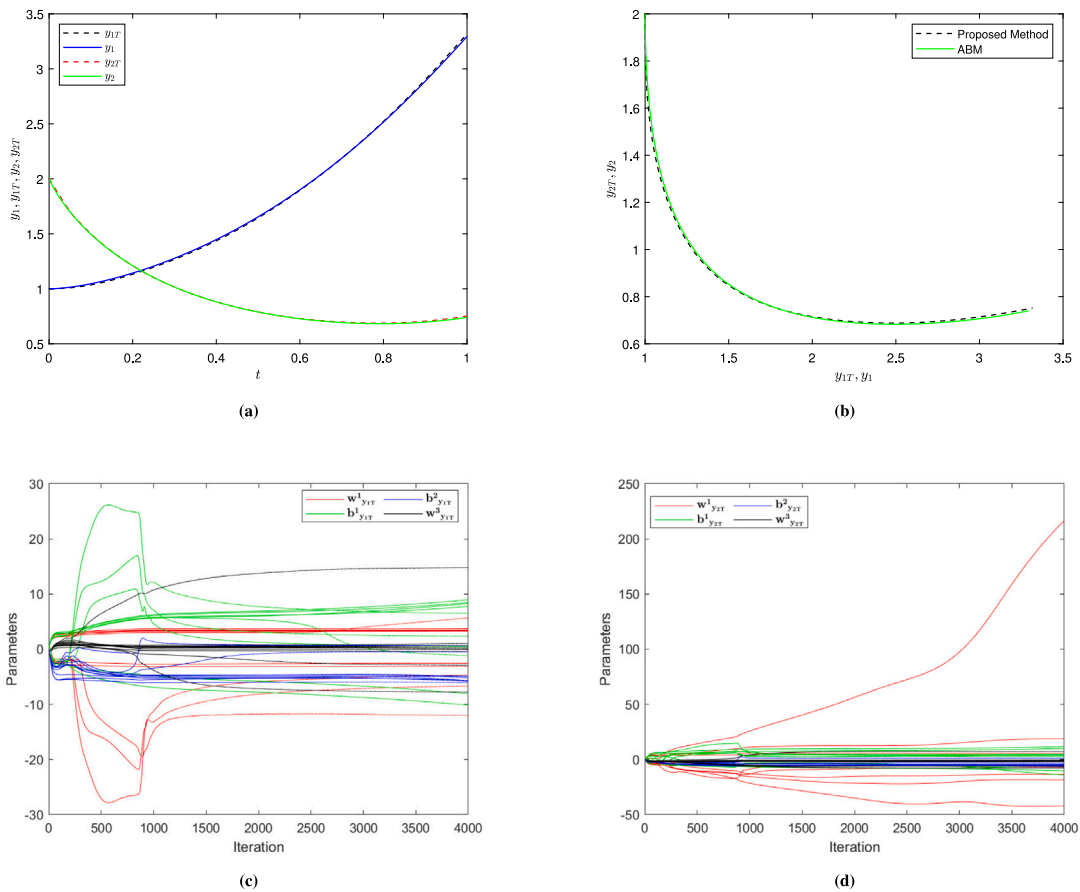 3.5
3
2.5
2
1.5
1
0.5
0 0.2 0.4 0.6 0.8 1
t
y1, y1T, y2, y2T
y1T
y1
y2T
y2
(a)
2
1.8
1.6
1.4
1.2
1
0.8
0.6
1 1.5 2 2.5 3 3.5
y1T, y1
y2T, y2
Proposed Method
ABM
(b)
30
20
10
0
-10
-20
-30
0 500 1000 1500 2000 2500 3000 3500 4000
Iteration
Parameters
w¹y1T b²y1T
b¹y1T w³y1T
(c)
250
200
150
100
50
0
-50
0 500 1000 1500 2000 2500 3000 3500 4000
Iteration
Parameters
w¹y2T b²y2T
b¹y2T w³y2T
(d)